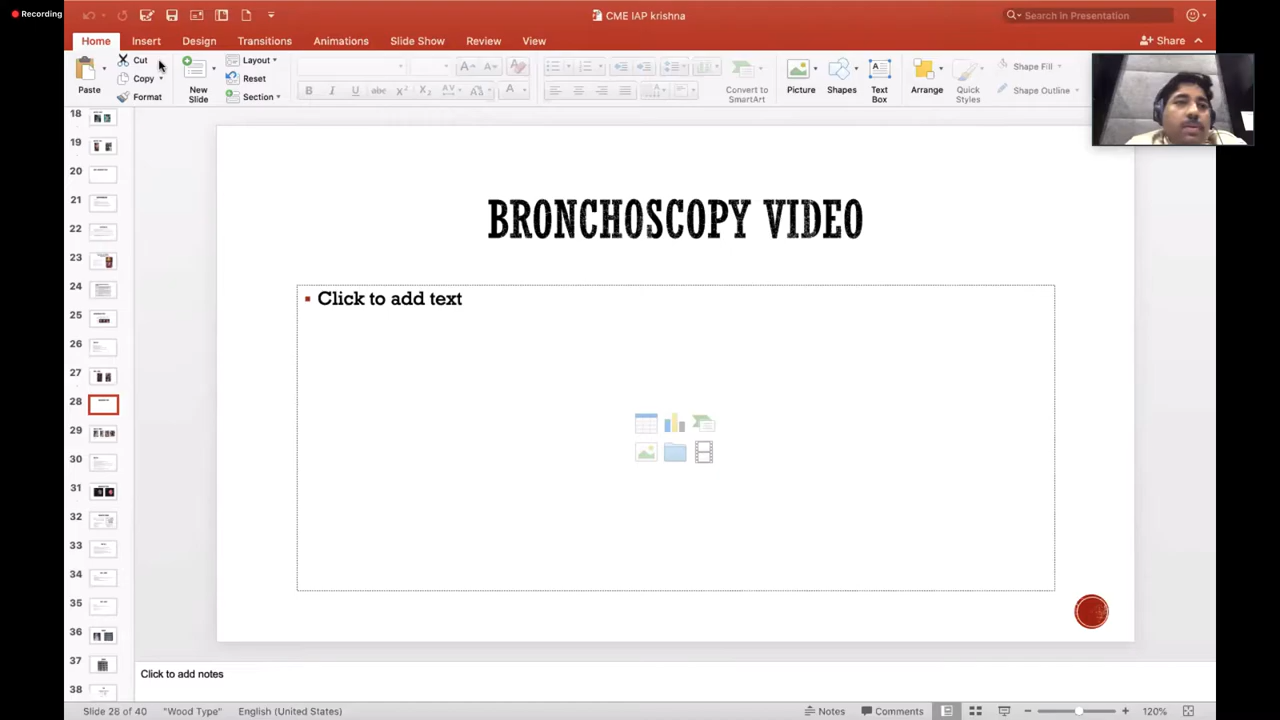 Recording
CME IAP krishna
Search in Presentation
Home
Insert
Design
Transitions
Animations
Slide Show
Review
View
Share
Paste
Cut
Copy
Format
New
Slide
Layout
Reset
Section
B
I
U
abc
X²
X₂
AV
Convert to
SmartArt
Picture
Shapes
Text
Box
Arrange
Quick
Styles
Shape Fill
Shape Outline
18
19
20
21
22
23
24
25
26
27
28
29
30
31
32
33
34
35
36
37
38
BRONCHOSCOPY VIDEO
Click to add text
Click to add notes
Slide 28 of 40
"Wood Type"
English (United States)
Notes
Comments
120%